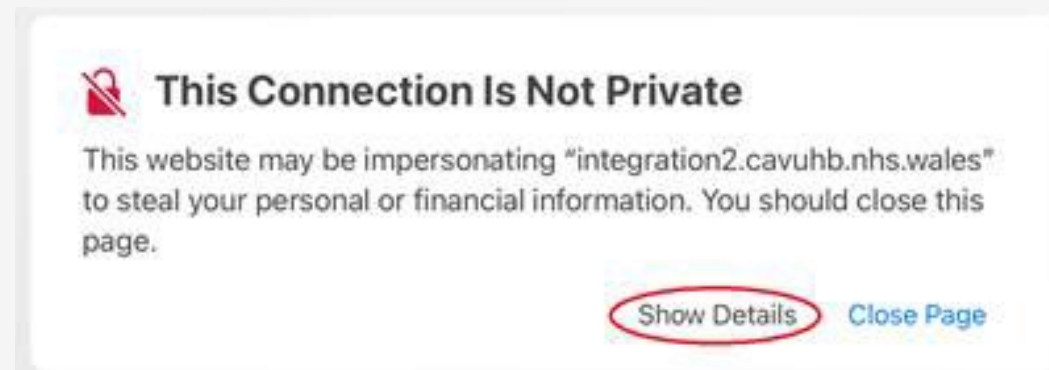 This Connection Is Not Private
This website may be impersonating “integration2.cavuhb.nhs.wales”
to steal your personal or financial information. You should close this
page.
Show Details Close Page